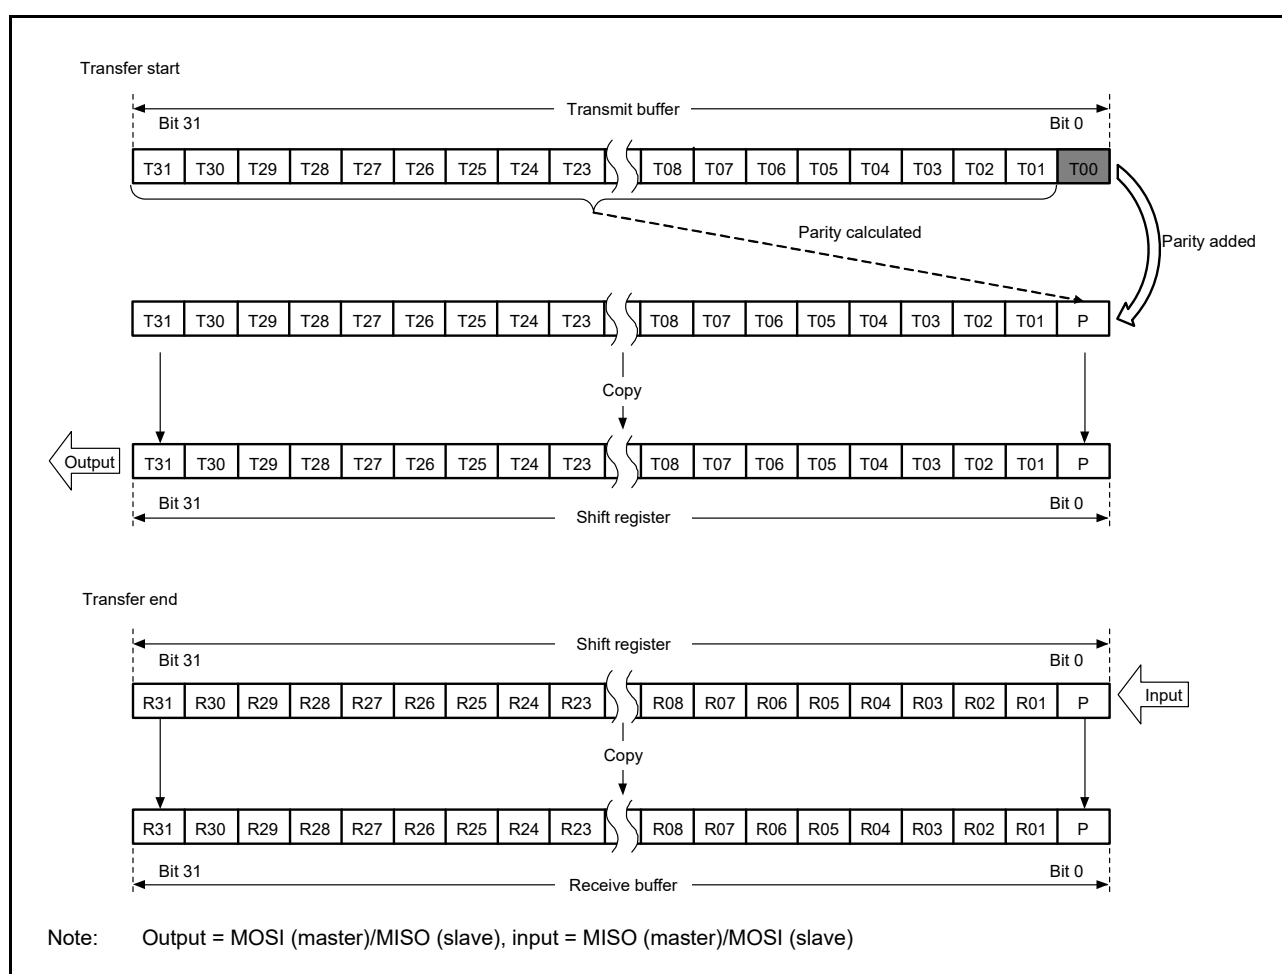 Transfer start
Transmit buffer
Bit 31 Bit 0
T31 T30 T29 T28 T27 T26 T25 T24 T23 T08 T07 T06 T05 T04 T03 T02 T01 T00
Parity calculated
Parity added
T31 T30 T29 T28 T27 T26 T25 T24 T23 T08 T07 T06 T05 T04 T03 T02 T01 P
Copy
Output T31 T30 T29 T28 T27 T26 T25 T24 T23 T08 T07 T06 T05 T04 T03 T02 T01 P
Bit 31 Bit 0
Shift register
Transfer end
Shift register
Bit 31 Bit 0
R31 R30 R29 R28 R27 R26 R25 R24 R23 R08 R07 R06 R05 R04 R03 R02 R01 P Input
Copy
R31 R30 R29 R28 R27 R26 R25 R24 R23 R08 R07 R06 R05 R04 R03 R02 R01 P
Bit 31 Bit 0
Receive buffer
Note: Output = MOSI (master)/MISO (slave), input = MISO (master)/MOSI (slave)